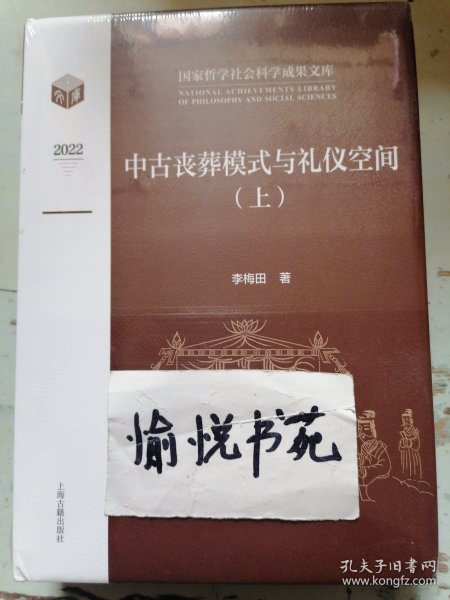 国家哲学社会科学成果文库
NATIONAL ACHIEVEMENTS LIBRARY
OF PHILOSOPHY AND SOCIAL SCIENCES
文库
2022
中古丧葬模式与礼仪空间
（上）
李梅田 著
愉悦书苑
上海古籍出版社
孔夫子旧书网
www.kongfz.com